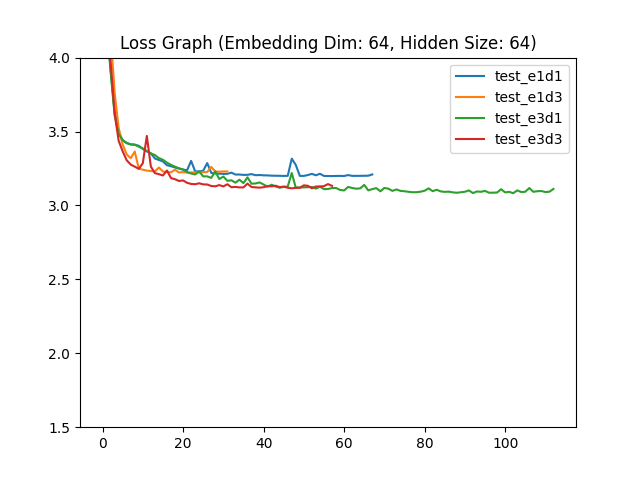 Loss Graph (Embedding Dim: 64, Hidden Size: 64)
4.0
3.5
3.0
2.5
2.0
1.5
0 20 40 60 80 100
test_e1d1
test_e1d3
test_e3d1
test_e3d3